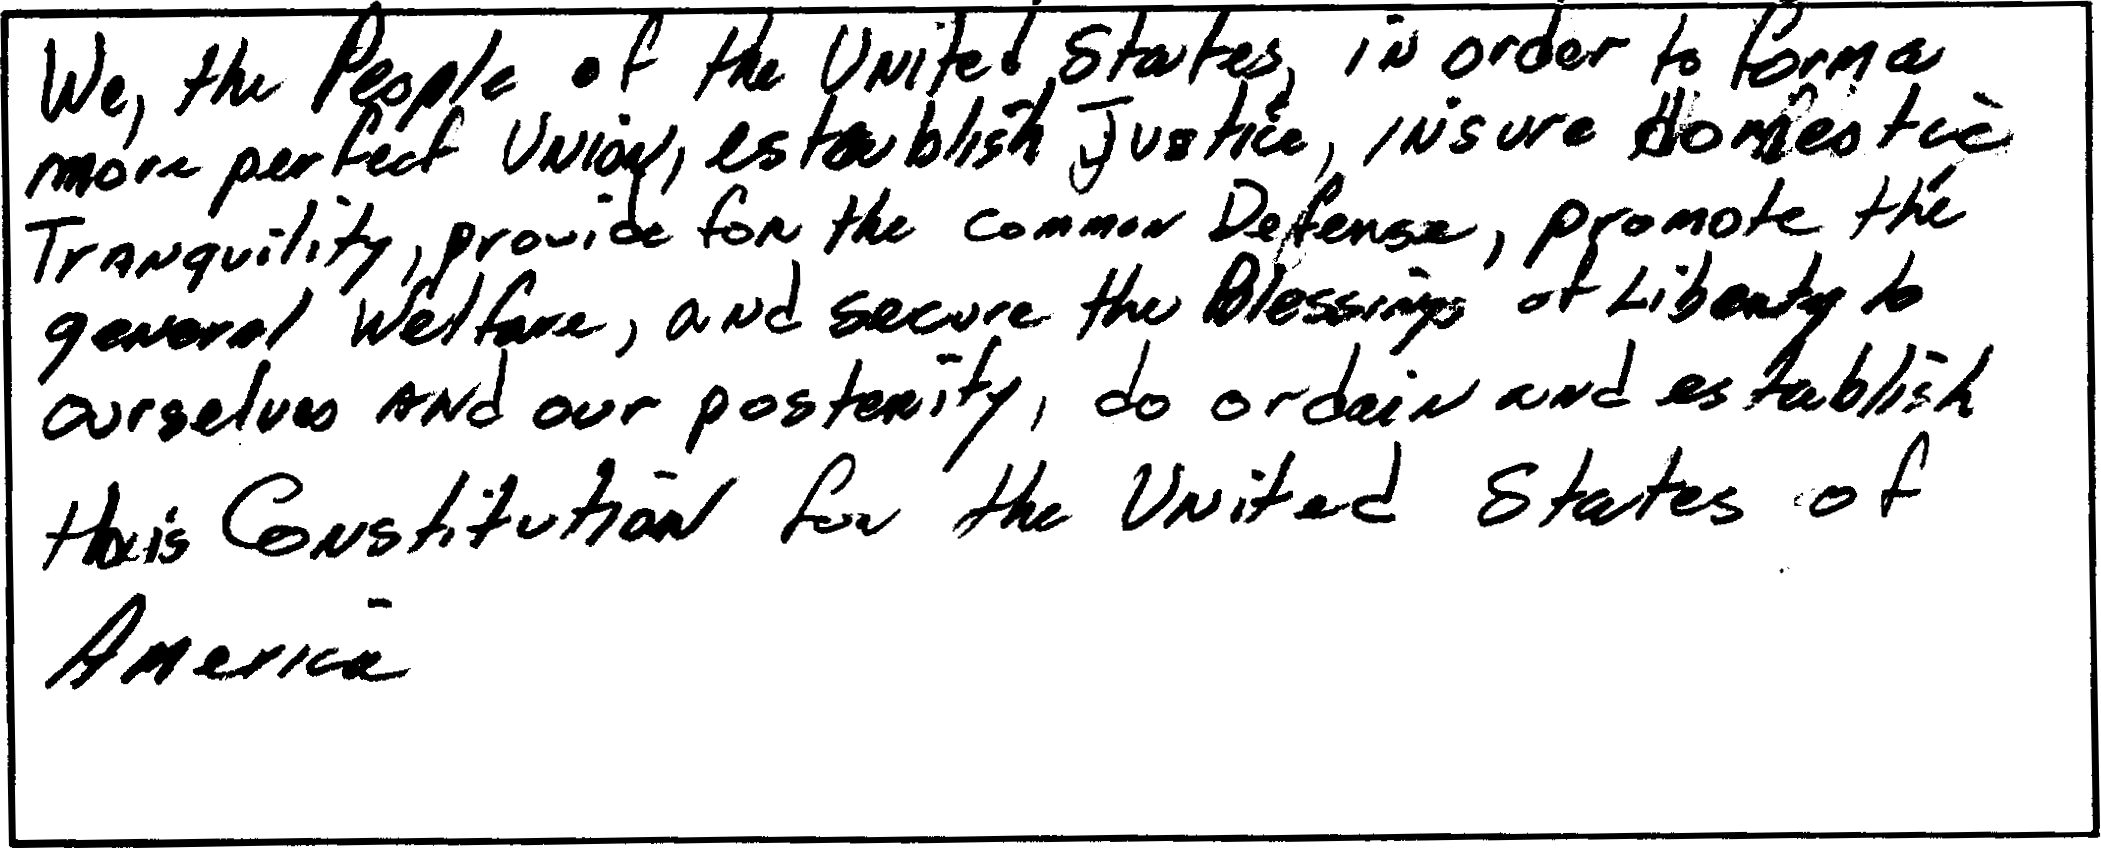 We, the People of the United States, in order to form a
more perfect Union, establish Justice, insure domestic
Tranquility, provide for the common Defense, promote the
general Welfare, and secure the Blessings of Liberty to
ourselves and our posterity, do ordain and establish
this Constitution for the United States of
America